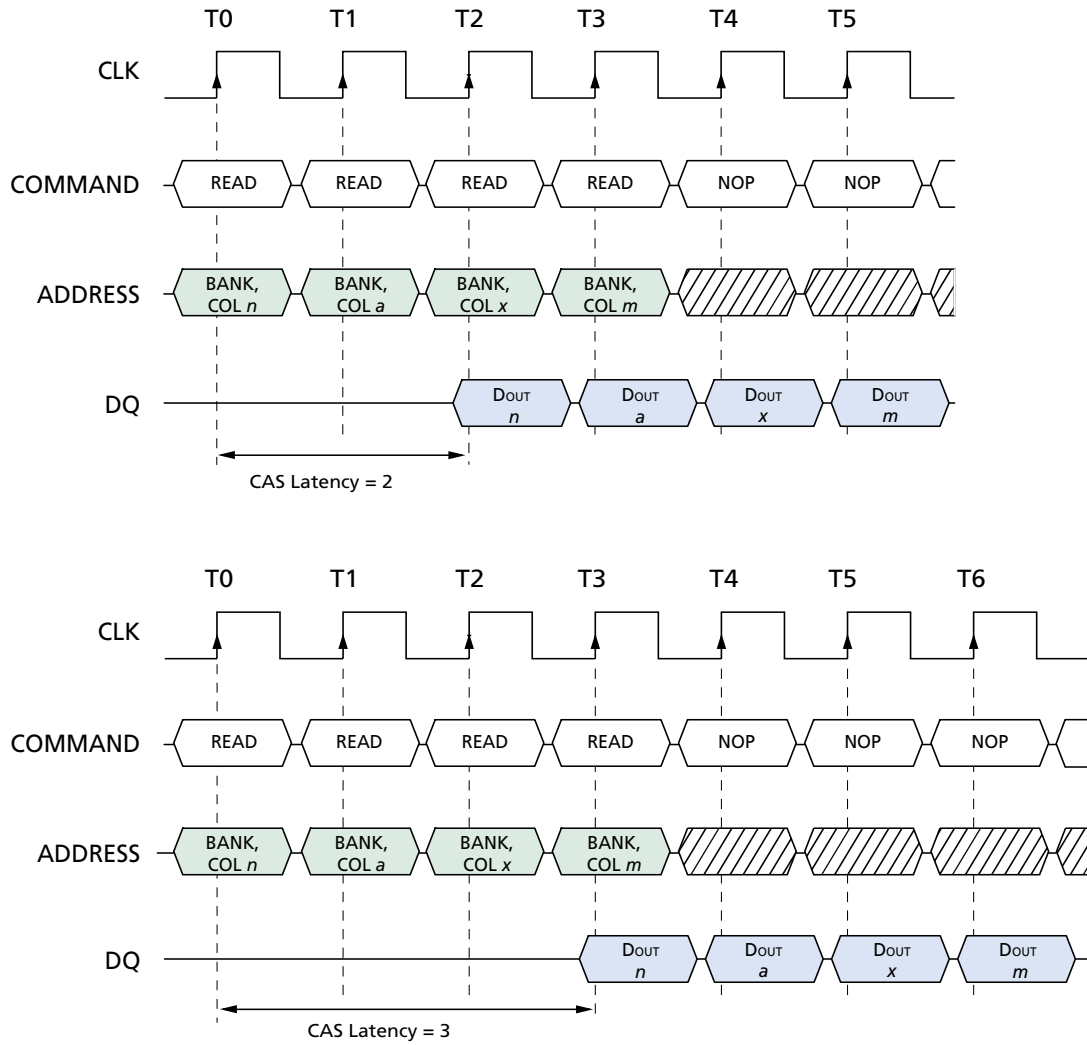 T0 T1 T2 T3 T4 T5
CLK
COMMAND READ READ READ READ NOP NOP
ADDRESS BANK, COL n BANK, COL a BANK, COL x BANK, COL m
DQ DOUT n DOUT a DOUT x DOUT m
CAS Latency = 2
T0 T1 T2 T3 T4 T5 T6
CLK
COMMAND READ READ READ READ NOP NOP NOP
ADDRESS BANK, COL n BANK, COL a BANK, COL x BANK, COL m
DQ DOUT n DOUT a DOUT x DOUT m
CAS Latency = 3